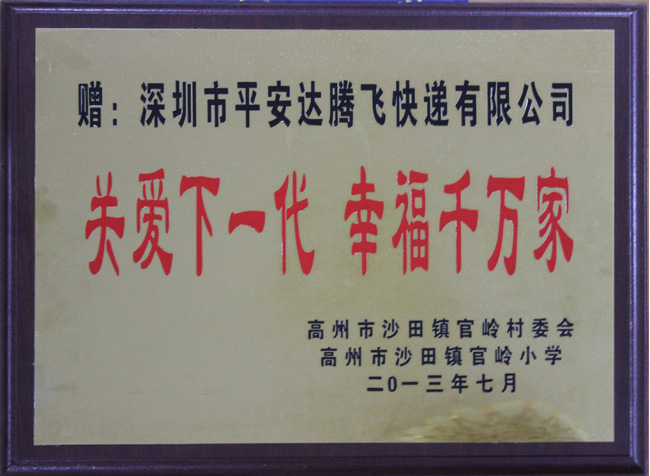 赠：深圳市平安达腾飞快递有限公司
关爱下一代 幸福千万家
高州市沙田镇官岭村委会
高州市沙田镇官岭小学
二0一三年七月